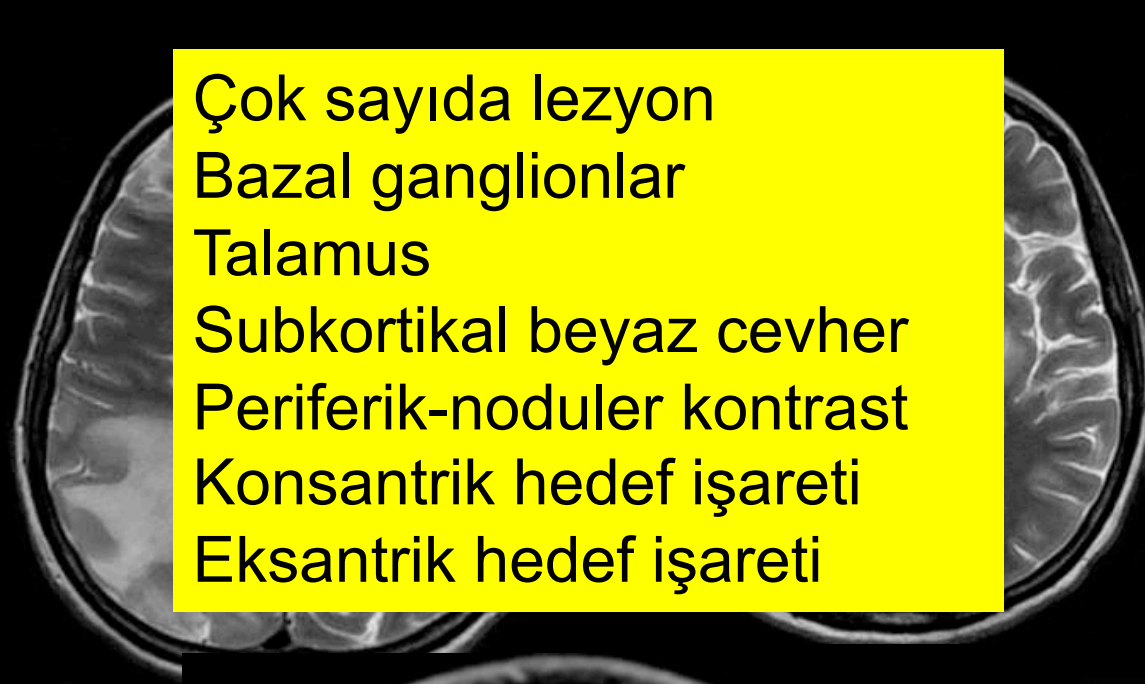 Çok sayıda lezyon
Bazal ganglionlar
Talamus
Subkortikal beyaz cevher
Periferik-noduler kontrast
Konsantrik hedef işareti
Eksantrik hedef işareti